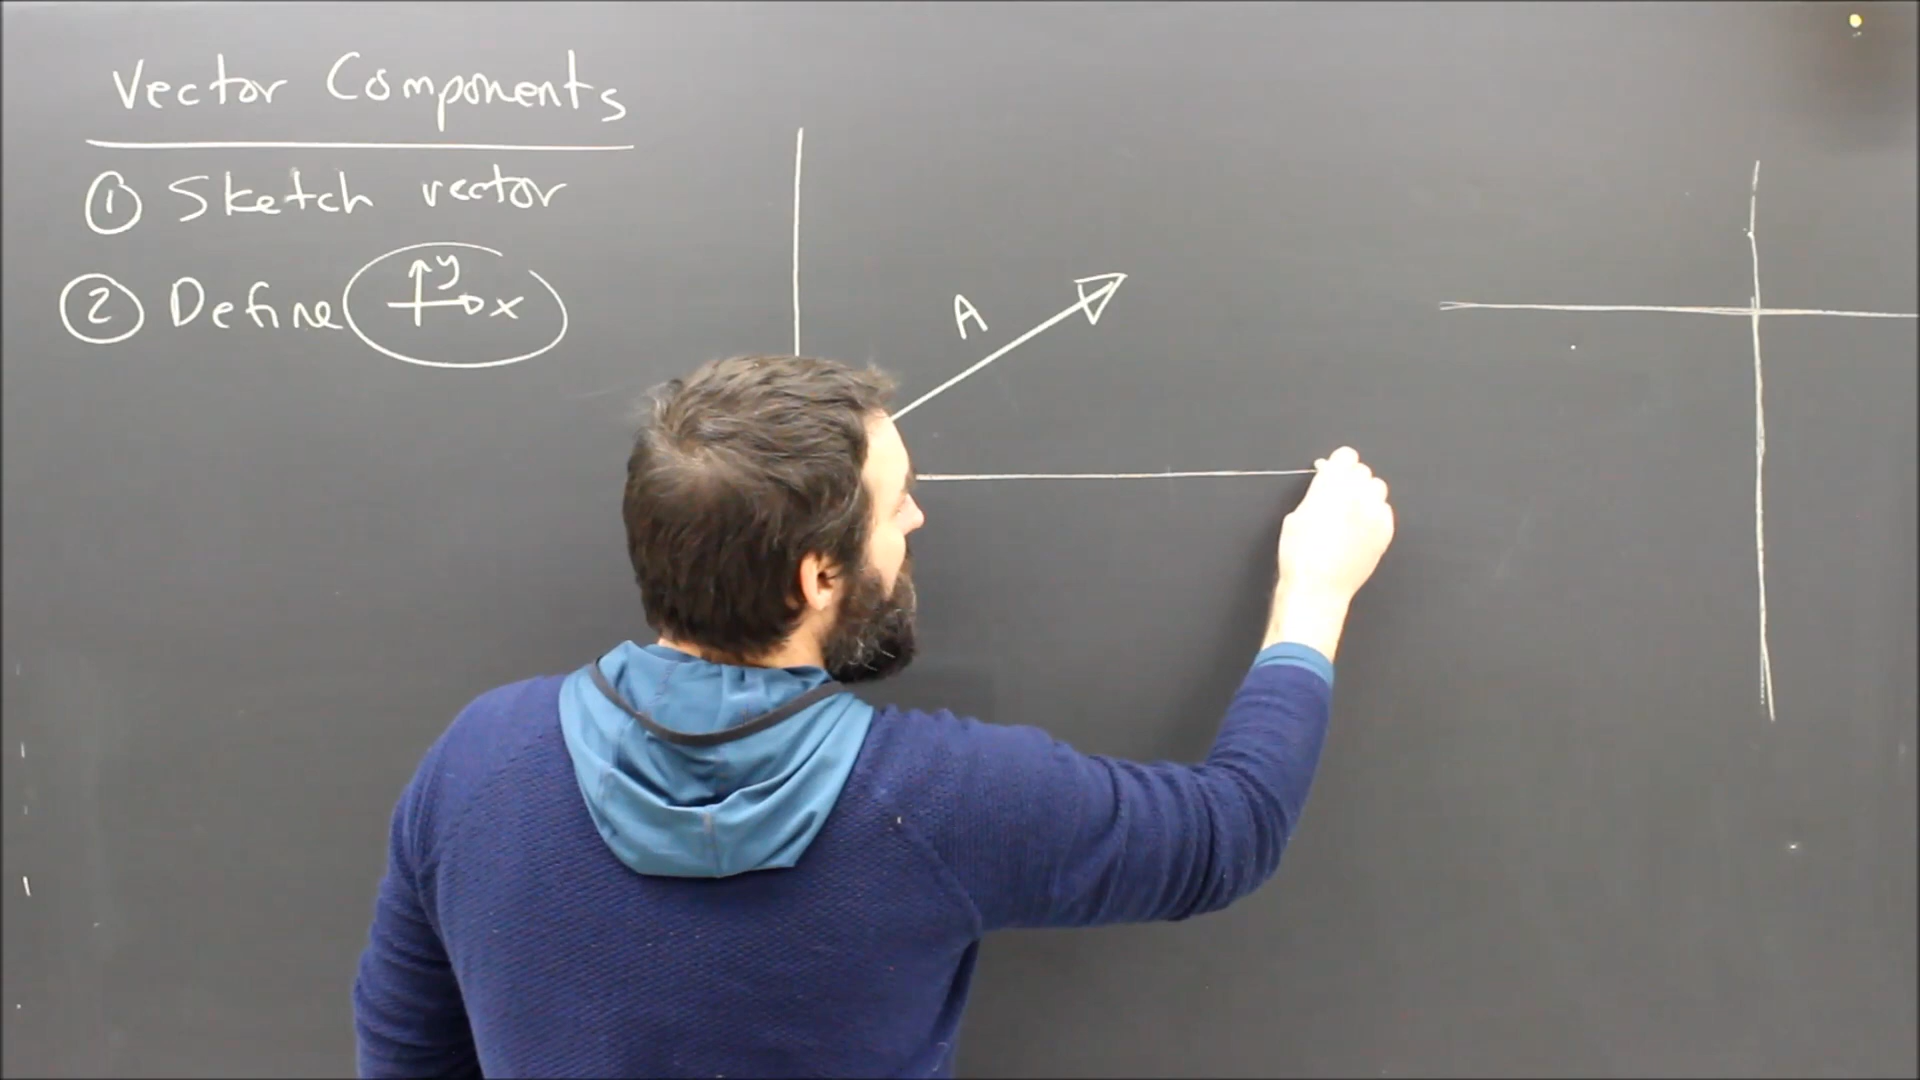 Vector Components
① Sketch vector
② Define y x
A